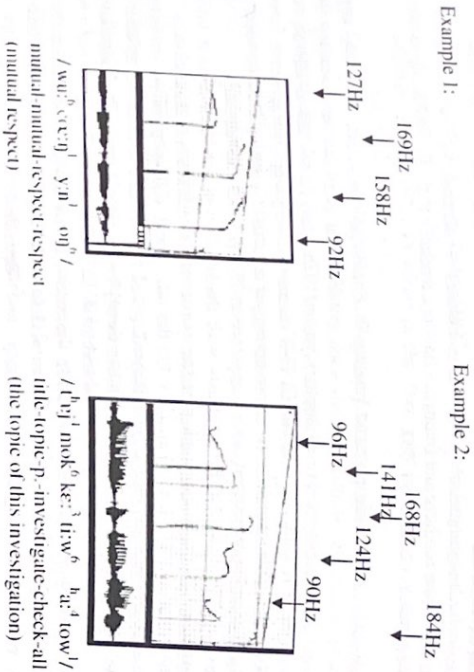 Example 1:
169Hz
127Hz
158Hz
92Hz
mutual-mutual-respect-respect
(mutual respect)
Example 2:
184Hz
168Hz
141Hz
124Hz
96Hz
90Hz
title-topic-p.-investigate-check-all
(the topic of this investigation)